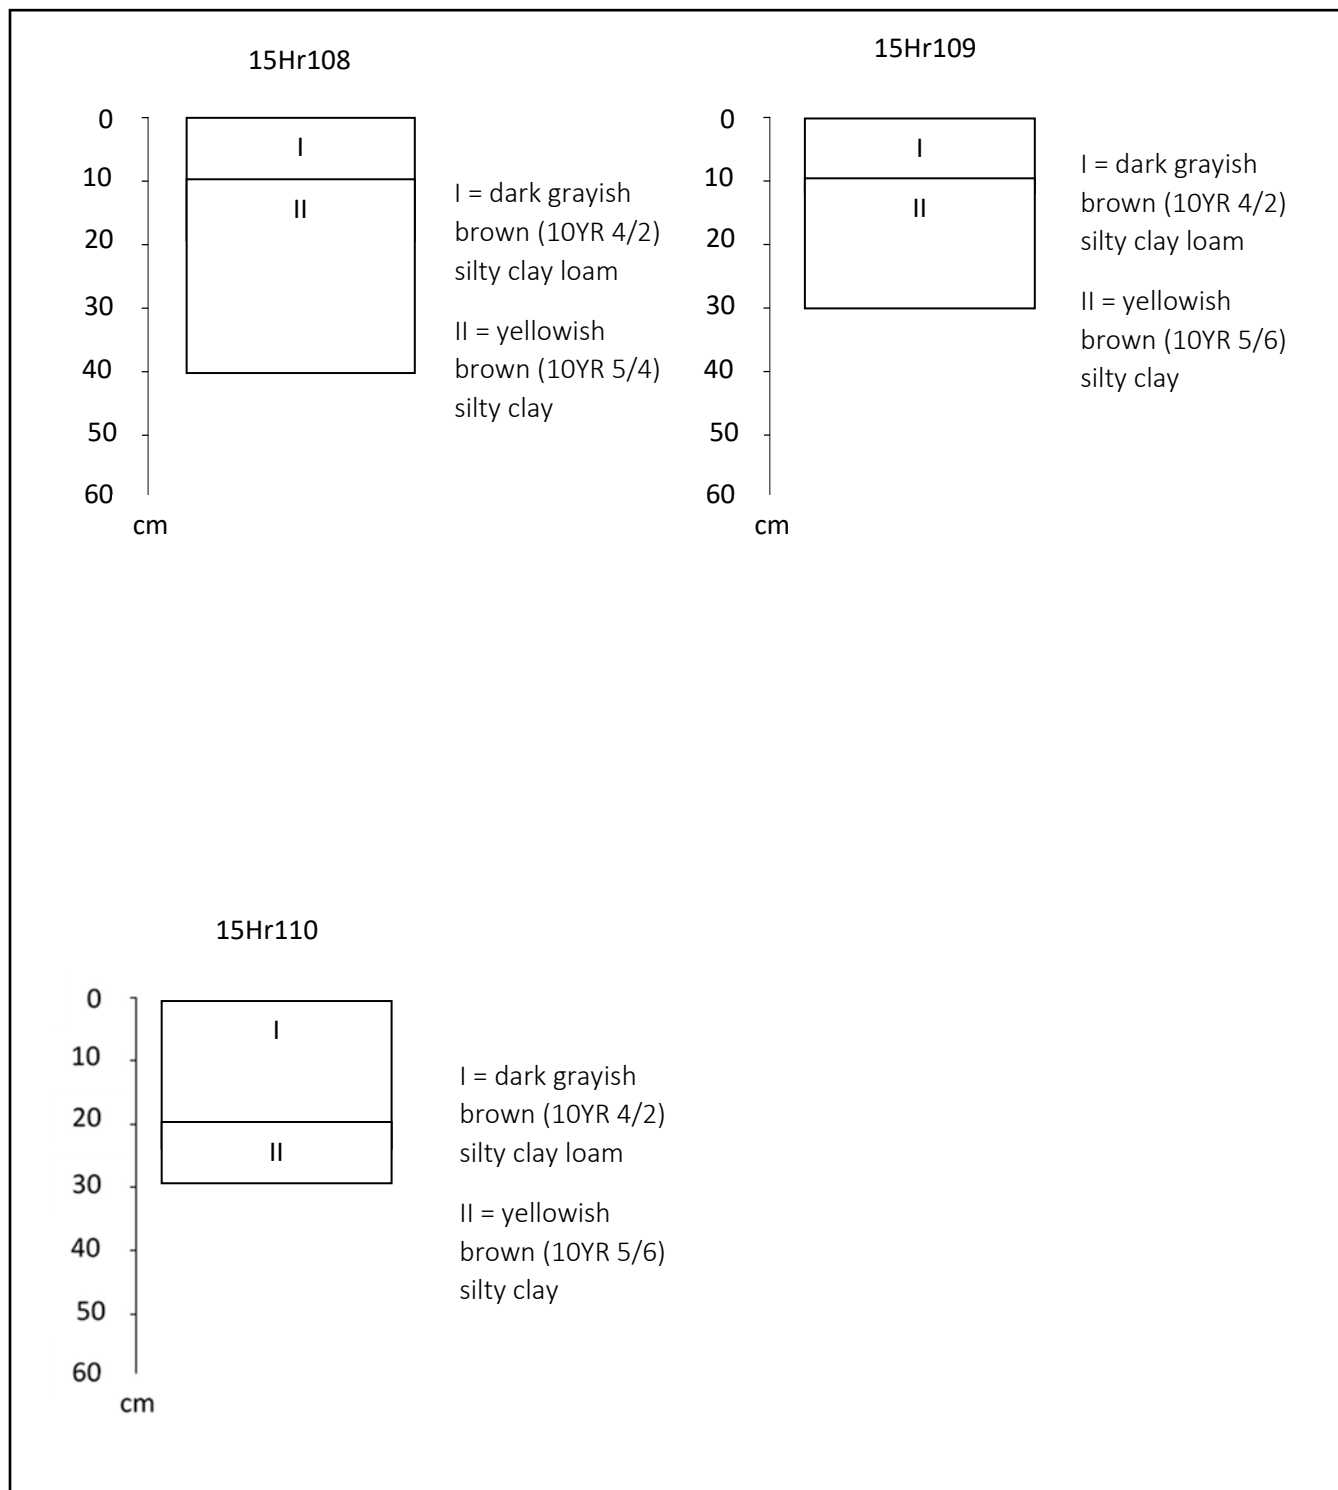 15Hr108
0
10
20
30
40
50
60
cm
I
II
I = dark grayish
brown (10YR 4/2)
silty clay loam
II = yellowish
brown (10YR 5/4)
silty clay
15Hr109
0
10
20
30
40
50
60
cm
I
II
I = dark grayish
brown (10YR 4/2)
silty clay loam
II = yellowish
brown (10YR 5/6)
silty clay
15Hr110
0
10
20
30
40
50
60
cm
I
II
I = dark grayish
brown (10YR 4/2)
silty clay loam
II = yellowish
brown (10YR 5/6)
silty clay